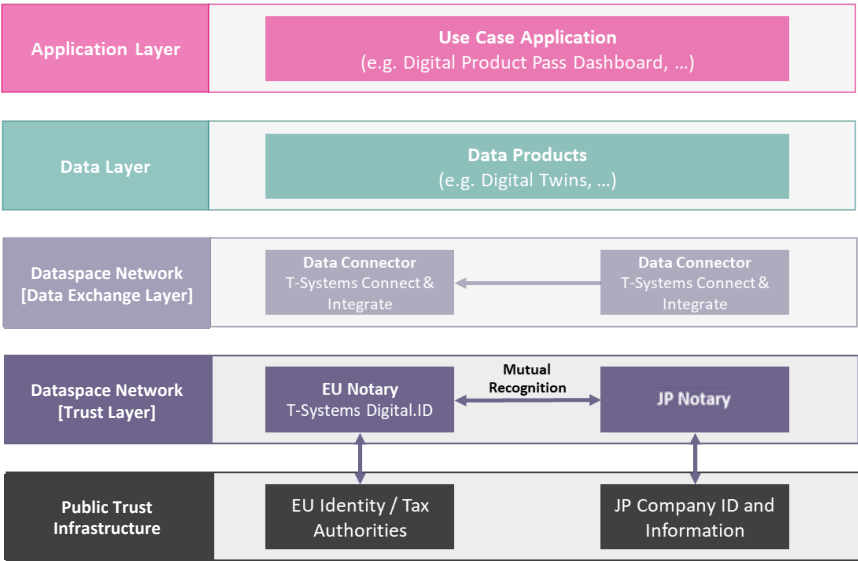 Application Layer
Use Case Application
(e.g. Digital Product Pass Dashboard, ...)
Data Layer
Data Products
(e.g. Digital Twins, ...)
Dataspace Network
[Data Exchange Layer]
Data Connector
T-Systems Connect &
Integrate
Data Connector
T-Systems Connect &
Integrate
Dataspace Network
[Trust Layer]
EU Notary
T-Systems Digital.ID
Mutual
Recognition
JP Notary
Public Trust
Infrastructure
EU Identity / Tax
Authorities
JP Company ID and
Information